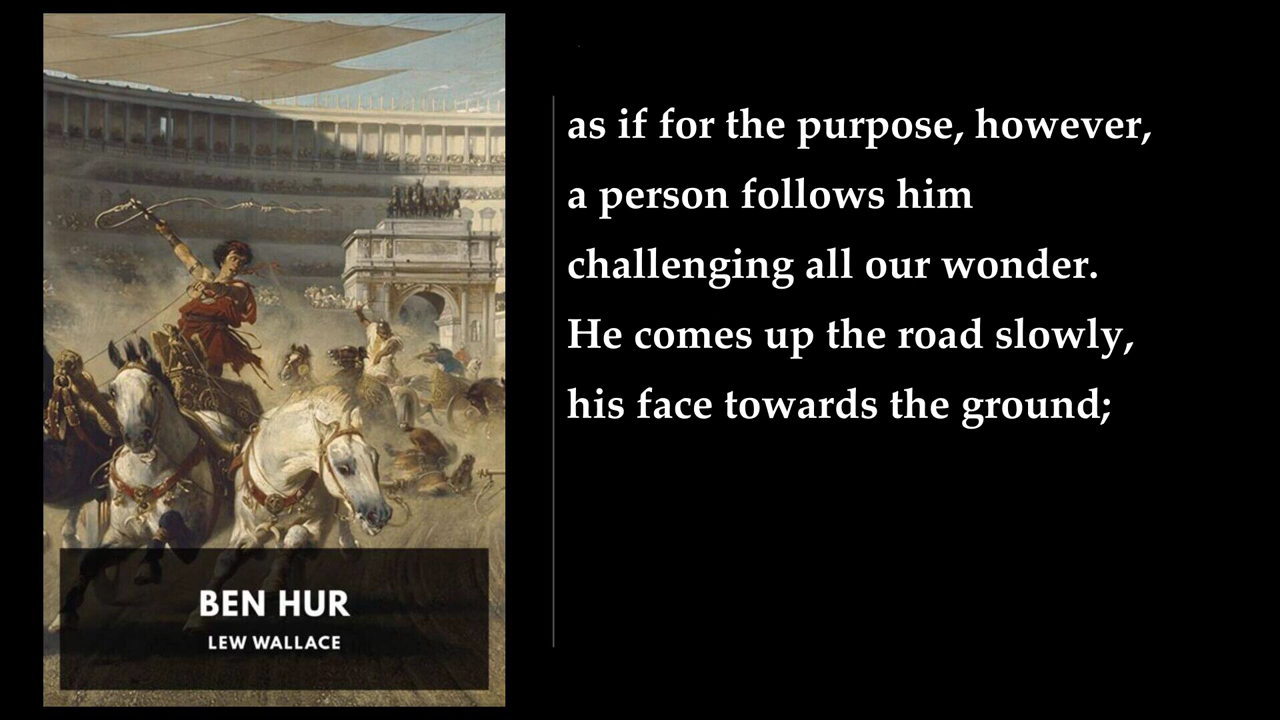 as if for the purpose, however,
a person follows him
challenging all our wonder.
He comes up the road slowly,
his face towards the ground;
BEN HUR
LEW WALLACE